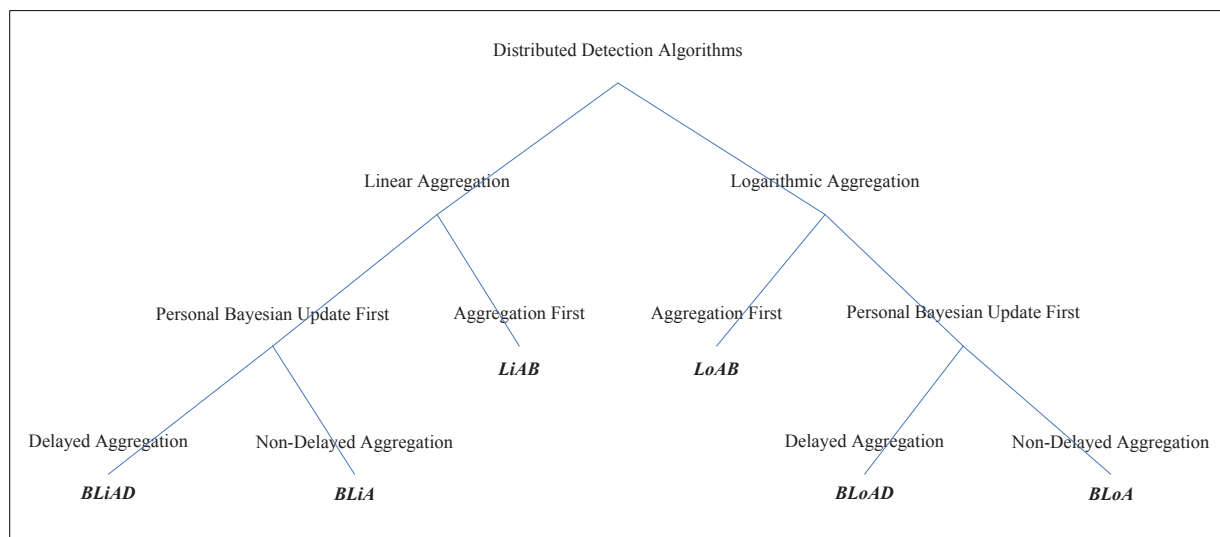 Distributed Detection Algorithms
Linear Aggregation
Logarithmic Aggregation
Personal Bayesian Update First
Aggregation First
Aggregation First
Personal Bayesian Update First
LiAB
LoAB
Delayed Aggregation
Non-Delayed Aggregation
Delayed Aggregation
Non-Delayed Aggregation
BLiAD
BLiA
BLoAD
BLoA